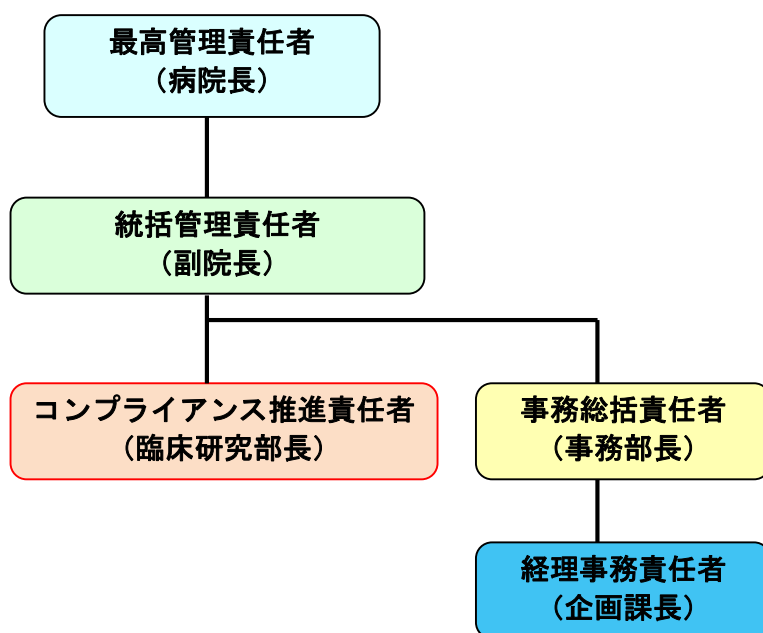 最高管理責任者
（病院長）
統括管理責任者
（副院長）
コンプライアンス推進責任者
（臨床研究部長）
事務総括責任者
（事務部長）
経理事務責任者
（企画課長）